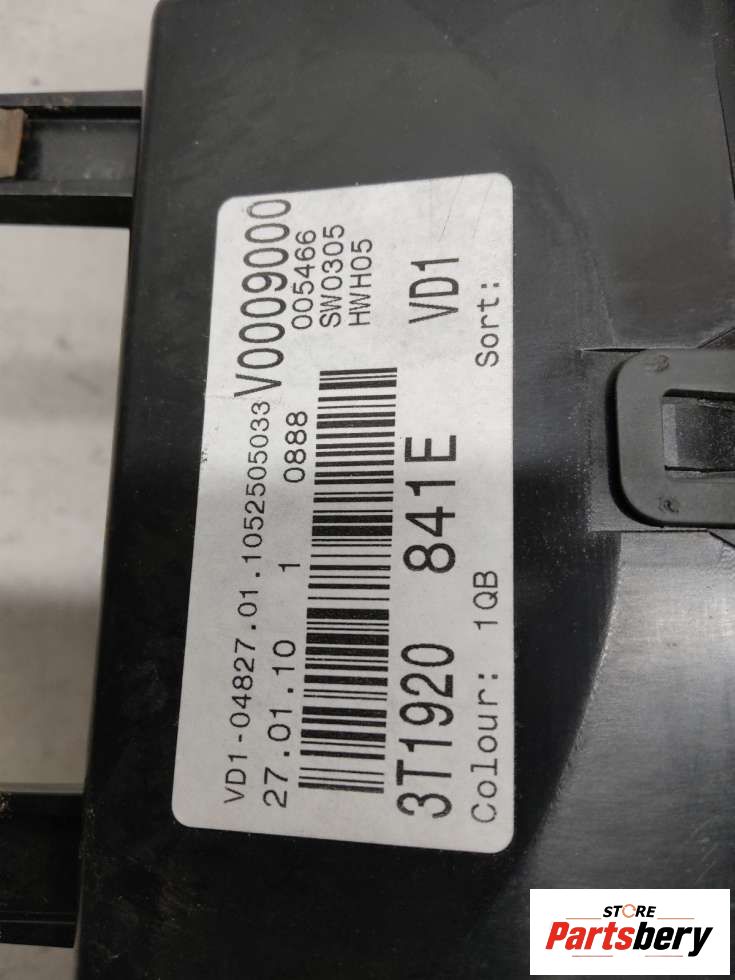 VD1-04827.01.1052505033
V0009000
27.01.10 1 0888 005466
SW0305
HWH05
3T1920 841E VD1
Colour: 1QB Sort:
STORE
Partsbery